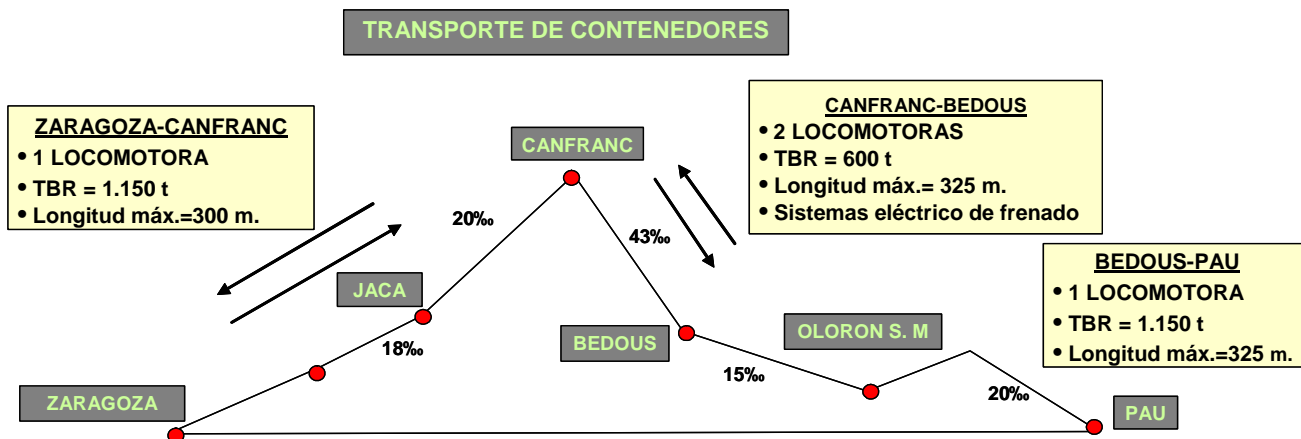 TRANSPORTE DE CONTENEDORES
ZARAGOZA-CANFRANC
• 1 LOCOMOTORA
• TBR = 1.150 t
• Longitud máx.=300 m.
CANFRANC-BEDOUS
• 2 LOCOMOTORAS
• TBR = 600 t
• Longitud máx.= 325 m.
• Sistemas eléctrico de frenado
BEDOUS-PAU
• 1 LOCOMOTORA
• TBR = 1.150 t
• Longitud máx.=325 m.
CANFRANC
20‰
43‰
JACA
18‰
BEDOUS
OLORON S. M
15‰
20‰
ZARAGOZA
PAU